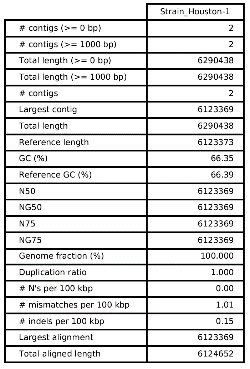 Strain_Houston-1
# contigs (>= 0 bp) 2
# contigs (>= 1000 bp) 2
Total length (>= 0 bp) 6290438
Total length (>= 1000 bp) 6290438
# contigs 2
Largest contig 6123369
Total length 6290438
Reference length 6123373
GC (%) 66.35
Reference GC (%) 66.39
N50 6123369
NG50 6123369
N75 6123369
NG75 6123369
Genome fraction (%) 100.000
Duplication ratio 1.000
# N's per 100 kbp 0.00
# mismatches per 100 kbp 1.01
# indels per 100 kbp 0.15
Largest alignment 6123369
Total aligned length 6124652